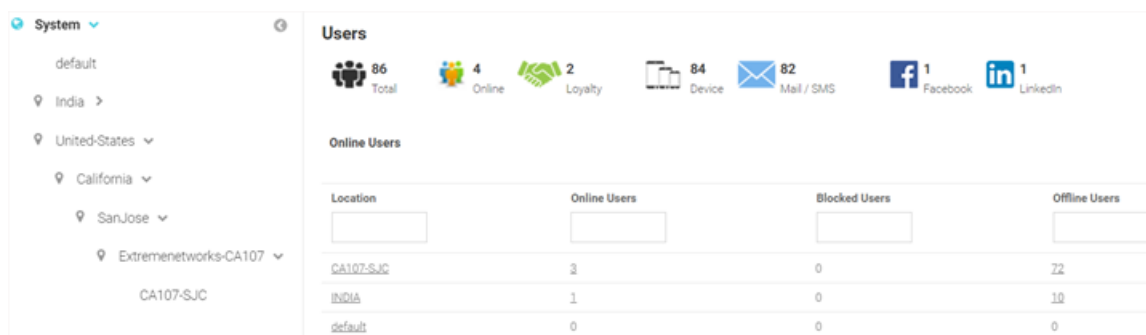 System
default
India
United-States
California
SanJose
Extremenetworks-CA107
CA107-SJC
Users
86
Total
4
Online
2
Loyalty
84
Device
82
Mail / SMS
f
1
Facebook
in
1
LinkedIn
Online Users
Location Online Users Blocked Users Offline Users
CA107-SJC 3 0 72
INDIA 1 0 10
default 0 0 0